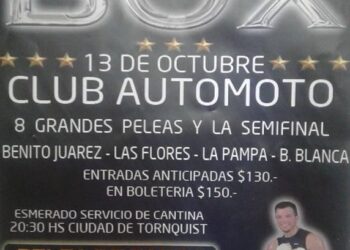 BOX
13 DE OCTUBRE
CLUB AUTOMOTO
8 GRANDES PELEAS Y LA SEMIFINAL
BENITO JUAREZ - LAS FLORES - LA PAMPA - B. BLANCA
ENTRADAS ANTICIPADAS $130.-
EN BOLETERIA $150.-
ESMERADO SERVICIO DE CANTINA
20:30 HS CIUDAD DE TORNQUIST